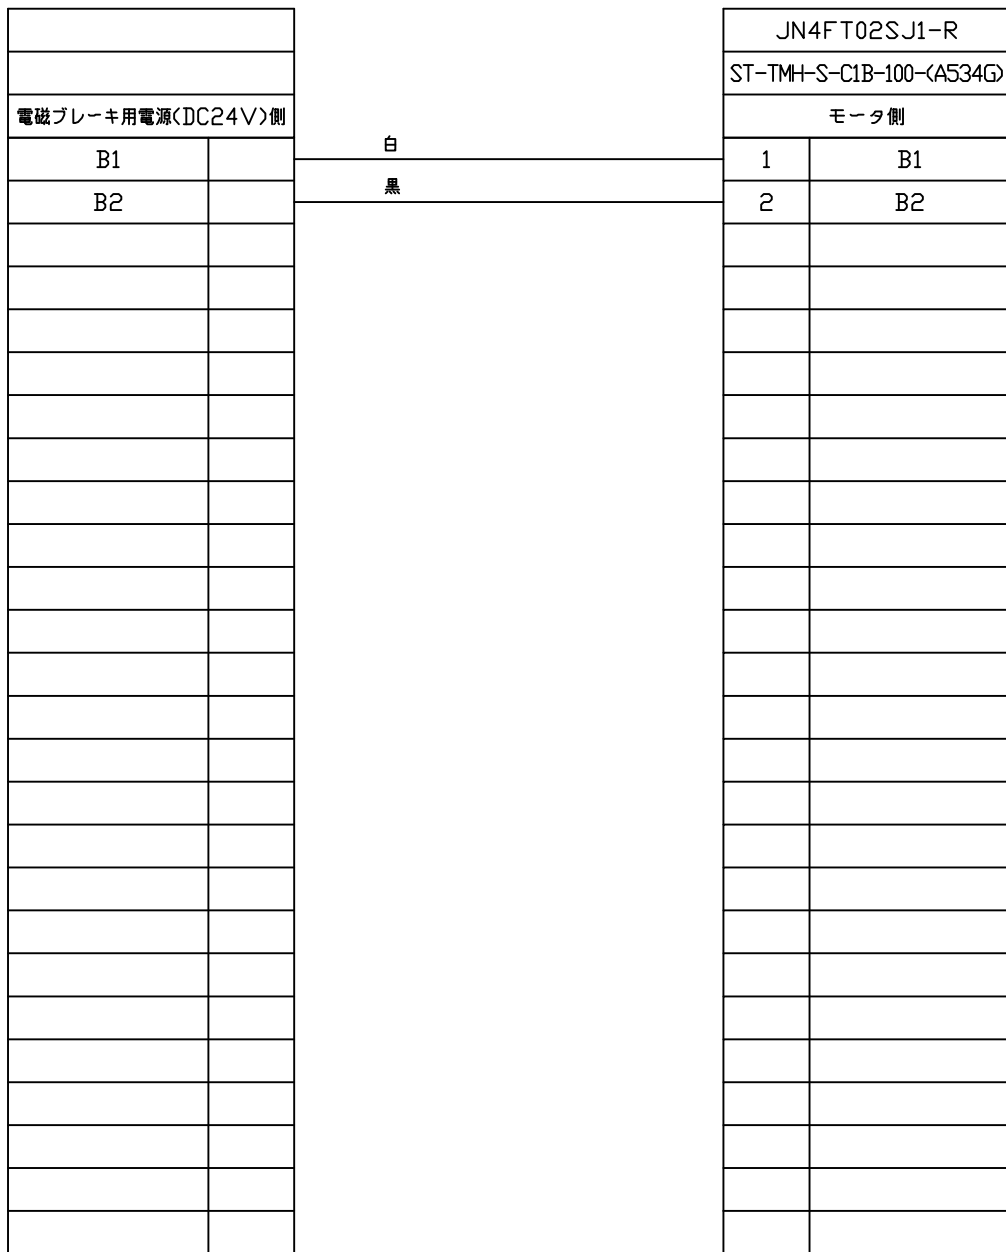 JN4FT02SJ1-R
ST-TMH-S-C1B-100-(A534G)
電磁ブレーキ用電源(DC24V)側
モータ側
B1
白
1
B1
B2
黒
2
B2